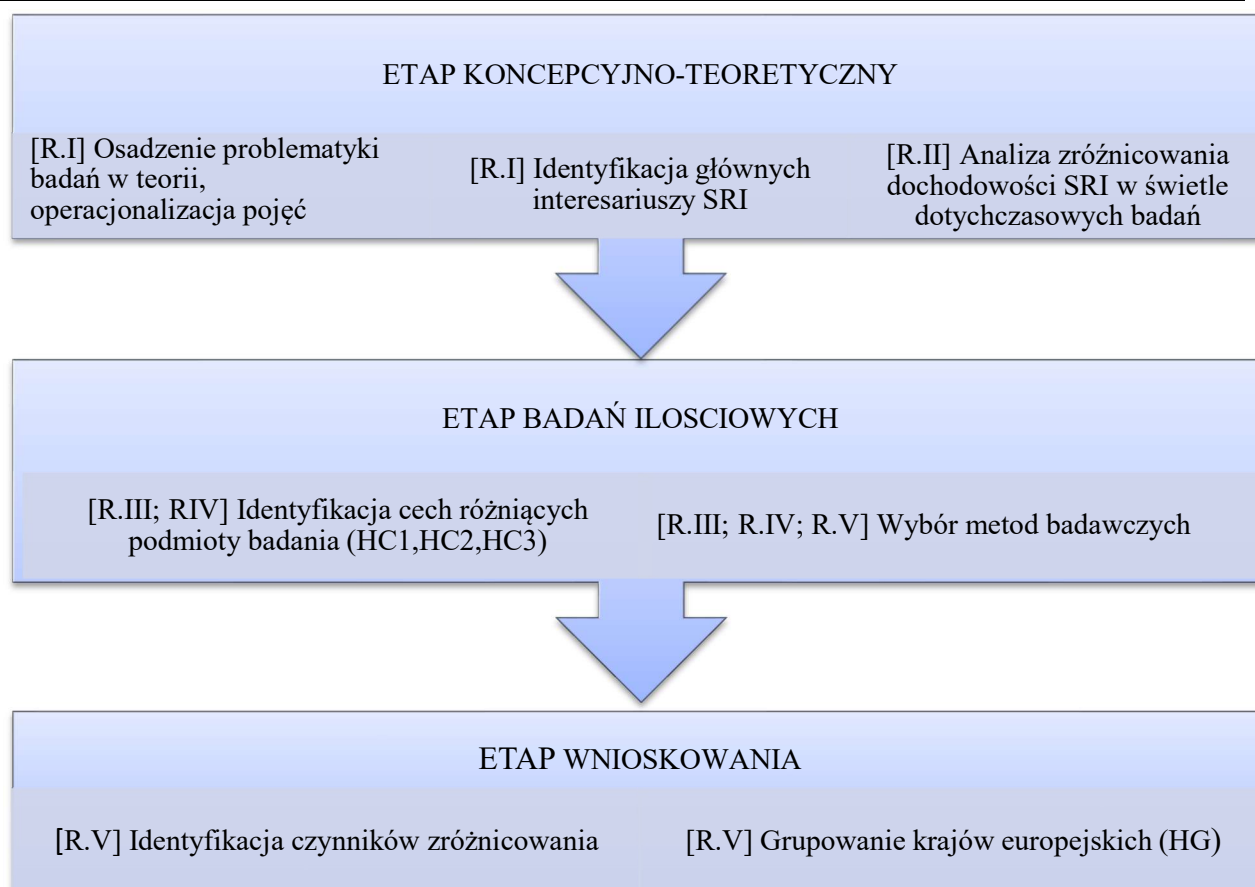 ETAP KONCEPCYJNO-TEORETYCZNY
[R.I] Osadzenie problematyki
badań w teorii,
operacjonalizacja pojęć
[R.I] Identyfikacja głównych
interesariuszy SRI
[R.II] Analiza zróźnicowania
dochodowości SRI w świetle
dotychczasowych badań
ETAP BADAŃ ILOSCIOWYCH
[R.III; RIV] Identyfikacja cech różniących
podmioty badania (HC1,HC2,HC3)
[R.III; R.IV; R.V] Wybór metod badawczych
ETAP WNIOSKOWANIA
[R.V] Identyfikacja czynników zróżnicowania
[R.V] Grupowanie krajów europejskich (HG)